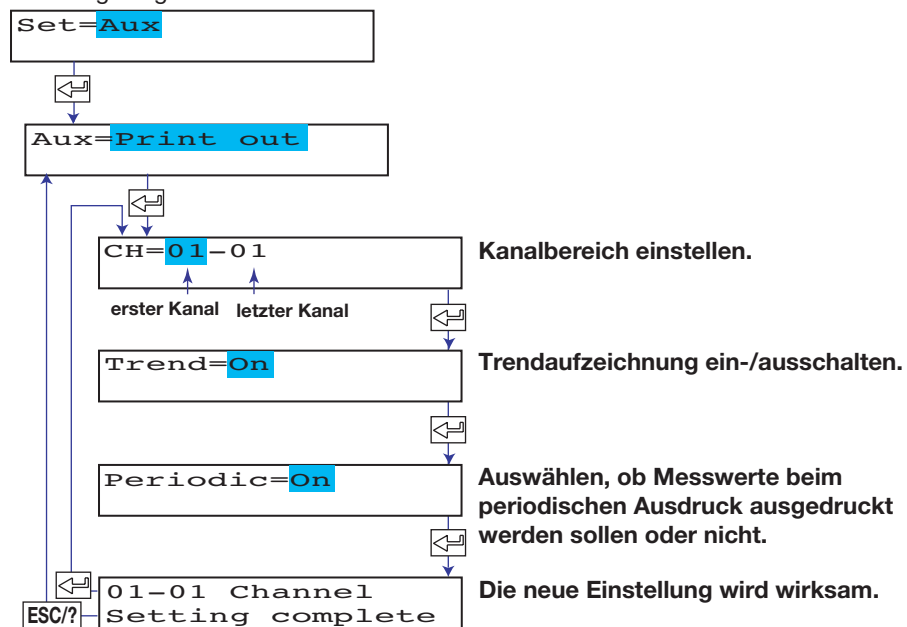 Set=Aux
Aux=Print out
CH=01–01
Kanalbereich einstellen.
erster Kanal letzter Kanal
Trend=On
Trendaufzeichnung ein-/ausschalten.
Periodic=On
Auswählen, ob Messwerte beim
periodischen Ausdruck ausgedruckt
werden sollen oder nicht.
01–01 Channel
Die neue Einstellung wird wirksam.
ESC/?
Setting complete